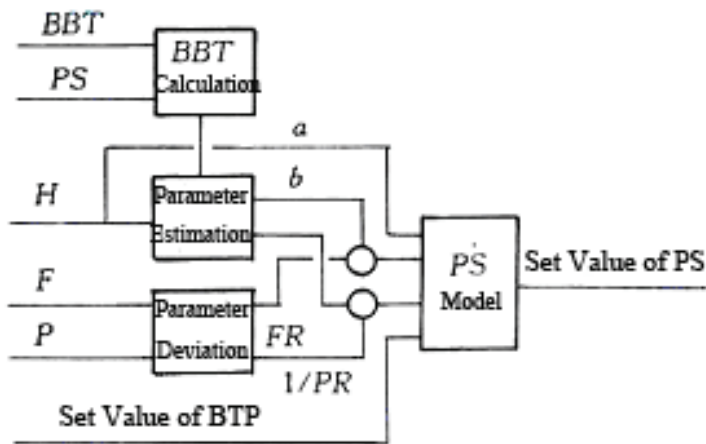 BBT
BBT
PS
Calculation
a
H
Parameter
b
Estimation
PS
Set Value of PS
F
Parameter
Model
P
Deviation
FR
1/PR
Set Value of BTP